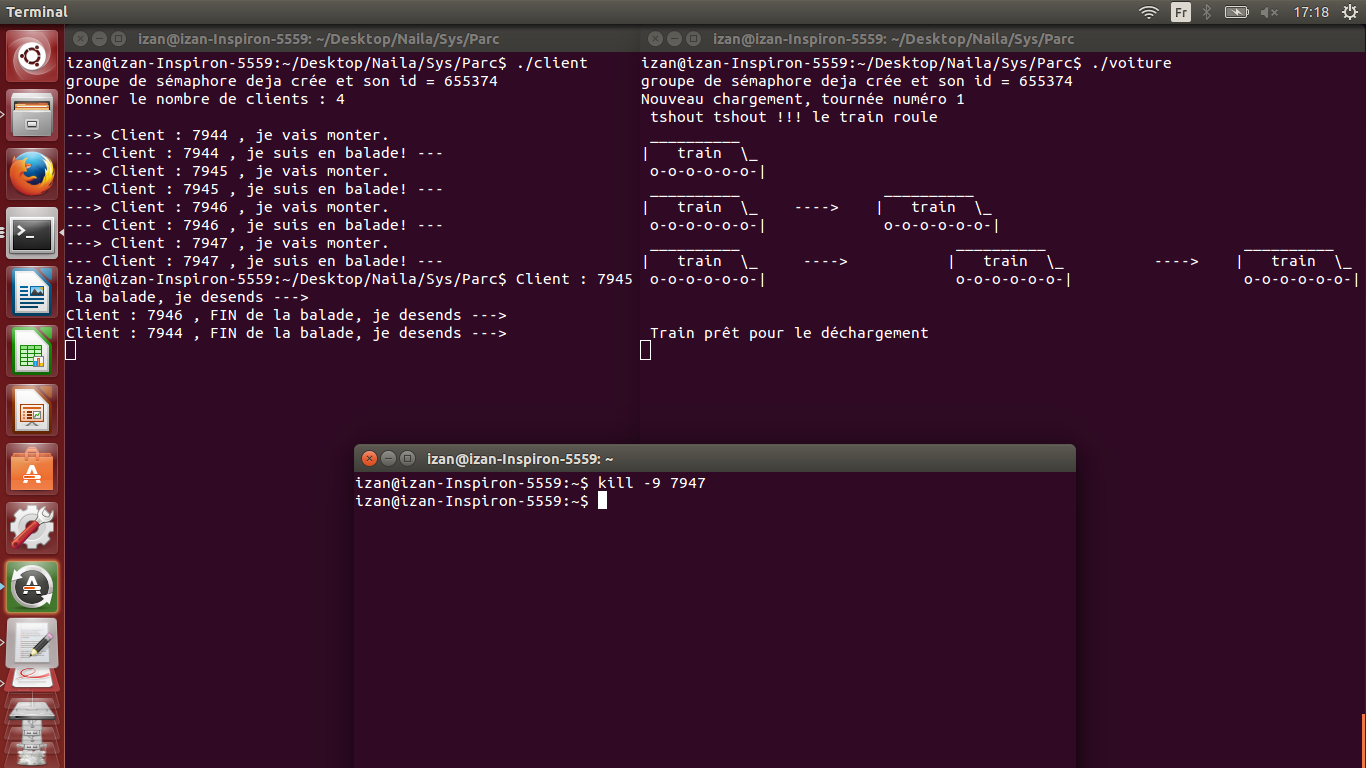 Terminal
Fr
17:18
izan@izan-Inspiron-5559: ~/Desktop/Naila/Sys/Parc
izan@izan-Inspiron-5559:~/Desktop/Naila/Sys/Parc$ ./client
groupe de sémaphore deja crée et son id = 655374
Donner le nombre de clients : 4
---> Client : 7944 , je vais monter.
--- Client : 7944 , je suis en balade! ---
---> Client : 7945 , je vais monter.
--- Client : 7945 , je suis en balade! ---
---> Client : 7946 , je vais monter.
--- Client : 7946 , je suis en balade! ---
---> Client : 7947 , je vais monter.
--- Client : 7947 , je suis en balade! ---
izan@izan-Inspiron-5559:~/Desktop/Naila/Sys/Parc$ Client : 7945
 la balade, je desends --->
Client : 7946 , FIN de la balade, je desends --->
Client : 7944 , FIN de la balade, je desends --->
izan@izan-Inspiron-5559: ~/Desktop/Naila/Sys/Parc
izan@izan-Inspiron-5559:~/Desktop/Naila/Sys/Parc$ ./voiture
groupe de sémaphore deja crée et son id = 655374
Nouveau chargement, tournée numéro 1
 tshout tshout !!! le train roule
 __________
|   train  \_
 o-o-o-o-o-o-|
 __________                __________
|   train  \_    ---->    |   train  \_
 o-o-o-o-o-o-|             o-o-o-o-o-o-|
 __________                        __________                      __________
|   train  \_     ---->           |   train  \_          ---->    |   train  \_
 o-o-o-o-o-o-|                     o-o-o-o-o-o-|                   o-o-o-o-o-o-|
 Train prêt pour le déchargement
izan@izan-Inspiron-5559: ~
izan@izan-Inspiron-5559:~$ kill -9 7947
izan@izan-Inspiron-5559:~$